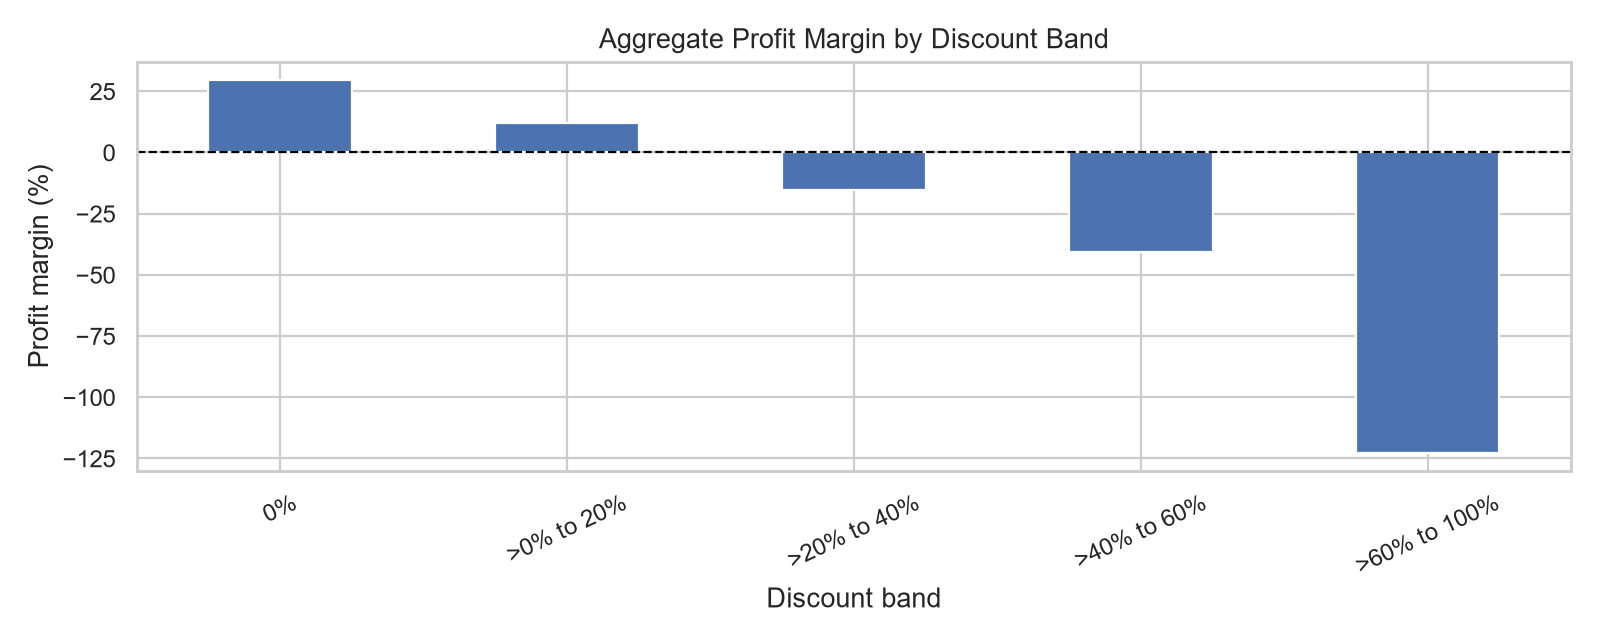 Aggregate Profit Margin by Discount Band
Profit margin (%)
25
0
−25
−50
−75
−100
−125
0%
>0% to 20%
>20% to 40%
>40% to 60%
>60% to 100%
Discount band